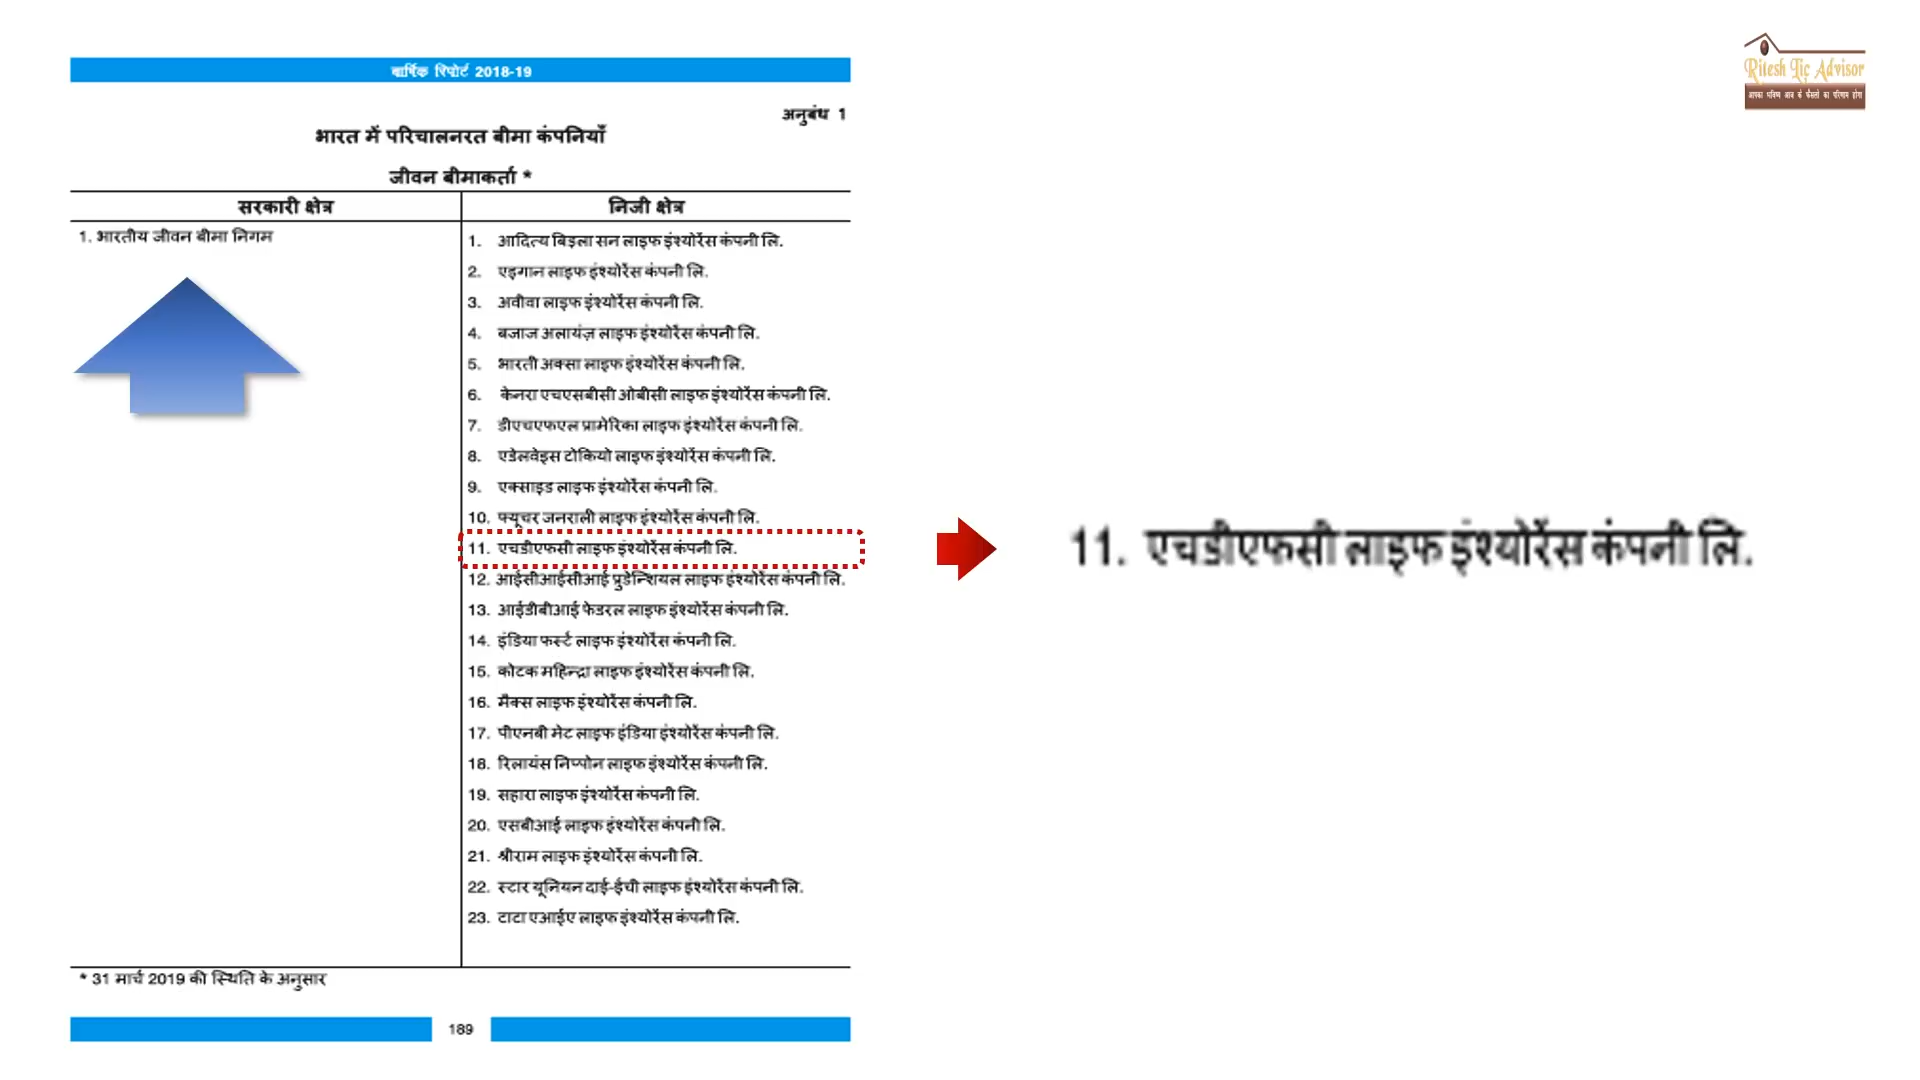 वार्षिक रिपोर्ट 2018-19
अनुबंध 1
भारत में परिचालनरत बीमा कंपनियाँ
जीवन बीमाकर्ता *
सरकारी क्षेत्र
निजी क्षेत्र
1. भारतीय जीवन बीमा निगम
1. आदित्य बिड़ला सन लाइफ इंश्योरेंस कंपनी लि.
2. एइगान लाइफ इंश्योरेंस कंपनी लि.
3. अवीवा लाइफ इंश्योरेंस कंपनी लि.
4. बजाज अलायंज़ लाइफ इंश्योरेंस कंपनी लि.
5. भारती अक्सा लाइफ इंश्योरेंस कंपनी लि.
6. केनरा एचएसबीसी ओबीसी लाइफ इंश्योरेंस कंपनी लि.
7. डीएचएफएल प्रामेरिका लाइफ इंश्योरेंस कंपनी लि.
8. एडेलवेइस टोकियो लाइफ इंश्योरेंस कंपनी लि.
9. एक्साइड लाइफ इंश्योरेंस कंपनी लि.
10. फ्यूचर जनराली लाइफ इंश्योरेंस कंपनी लि.
11. एचडीएफसी लाइफ इंश्योरेंस कंपनी लि.
12. आईसीआईसीआई प्रुडेन्शियल लाइफ इंश्योरेंस कंपनी लि.
13. आईडीबीआई फेडरल लाइफ इंश्योरेंस कंपनी लि.
14. इंडिया फर्स्ट लाइफ इंश्योरेंस कंपनी लि.
15. कोटक महिन्द्रा लाइफ इंश्योरेंस कंपनी लि.
16. मैक्स लाइफ इंश्योरेंस कंपनी लि.
17. पीएनबी मेट लाइफ इंडिया इंश्योरेंस कंपनी लि.
18. रिलायंस निप्पोन लाइफ इंश्योरेंस कंपनी लि.
19. सहारा लाइफ इंश्योरेंस कंपनी लि.
20. एसबीआई लाइफ इंश्योरेंस कंपनी लि.
21. श्रीराम लाइफ इंश्योरेंस कंपनी लि.
22. स्टार यूनियन दाई-ईची लाइफ इंश्योरेंस कंपनी लि.
23. टाटा एआईए लाइफ इंश्योरेंस कंपनी लि.
* 31 मार्च 2019 की स्थिति के अनुसार
189
11. एचडीएफसी लाइफ इंश्योरेंस कंपनी लि.
Ritesh Lic Advisor
आपका भविष्य आज के फैसलो का परिणाम होगा